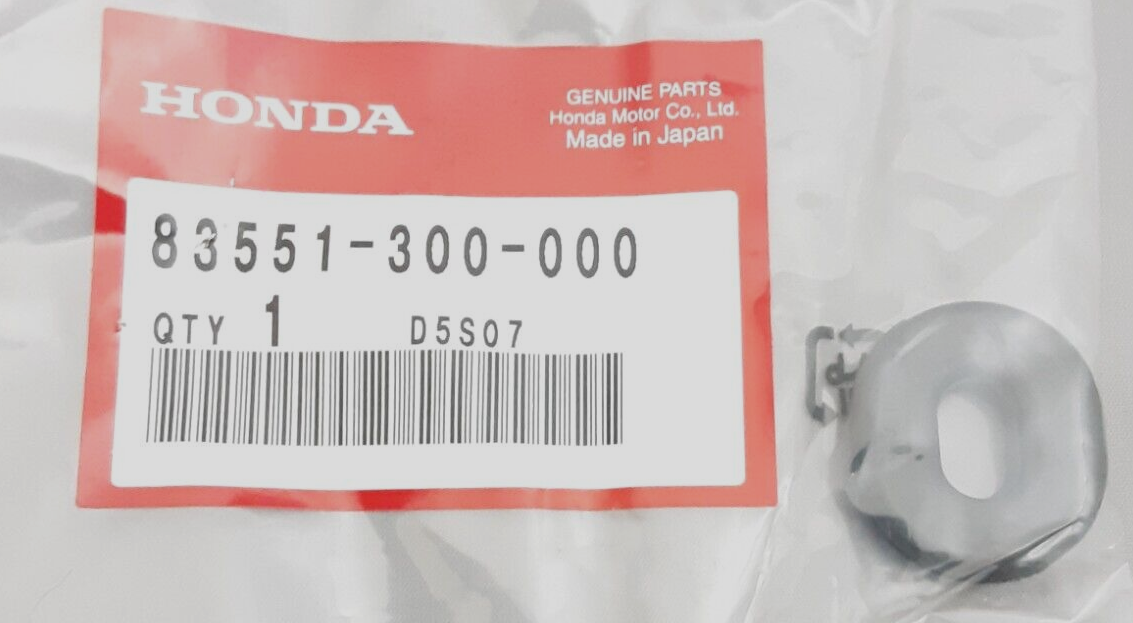 HONDA
GENUINE PARTS
Honda Motor Co., Ltd.
Made in Japan
83551-300-000
QTY 1 D5S07